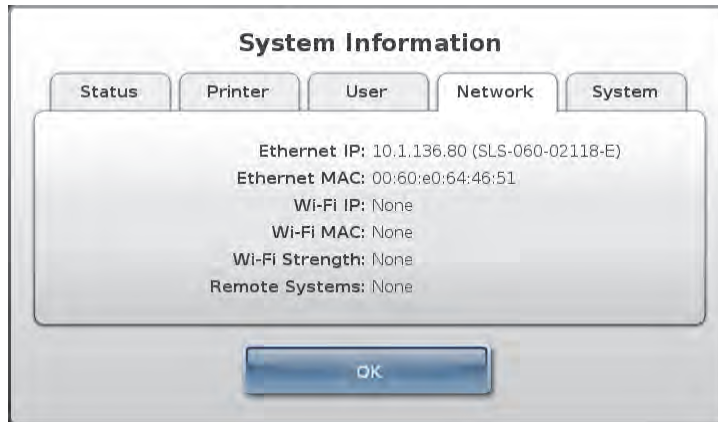 System Information
Status Printer User Network System
Ethernet IP: 10.1.136.80 (SLS-060-02118-E)
Ethernet MAC: 00:60:e0:64:46:51
Wi-Fi IP: None
Wi-Fi MAC: None
Wi-Fi Strength: None
Remote Systems: None
OK